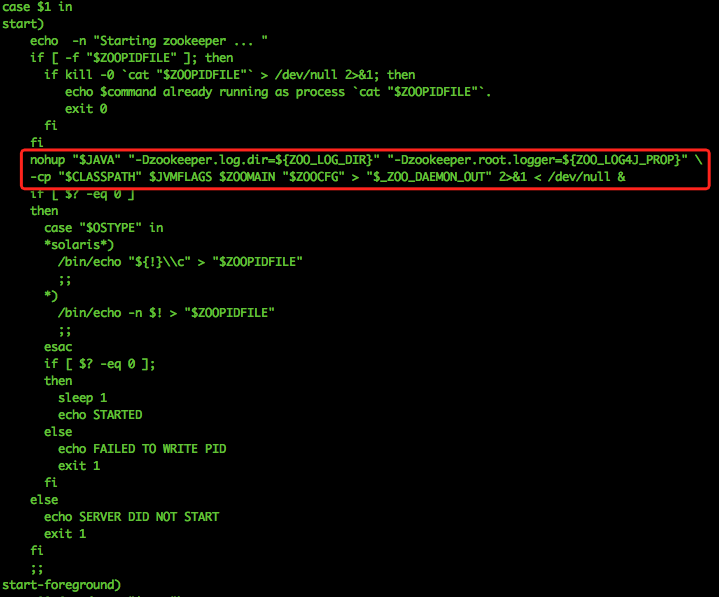 case $1 in
start)
    echo  -n "Starting zookeeper ... "
    if [ -f "$ZOOPIDFILE" ]; then
      if kill -0 `cat "$ZOOPIDFILE"` > /dev/null 2>&1; then
         echo $command already running as process `cat "$ZOOPIDFILE"`.
         exit 0
      fi
    fi
    nohup "$JAVA" "-Dzookeeper.log.dir=${ZOO_LOG_DIR}" "-Dzookeeper.root.logger=${ZOO_LOG4J_PROP}" \
    -cp "$CLASSPATH" $JVMFLAGS $ZOOMAIN "$ZOOCFG" > "$_ZOO_DAEMON_OUT" 2>&1 < /dev/null &
    if [ $? -eq 0 ]
    then
      case "$OSTYPE" in
      *solaris*)
        /bin/echo "${!}\\c" > "$ZOOPIDFILE"
        ;;
      *)
        /bin/echo -n $! > "$ZOOPIDFILE"
        ;;
      esac
      if [ $? -eq 0 ];
      then
        sleep 1
        echo STARTED
      else
        echo FAILED TO WRITE PID
        exit 1
      fi
    else
      echo SERVER DID NOT START
      exit 1
    fi
    ;;
start-foreground)